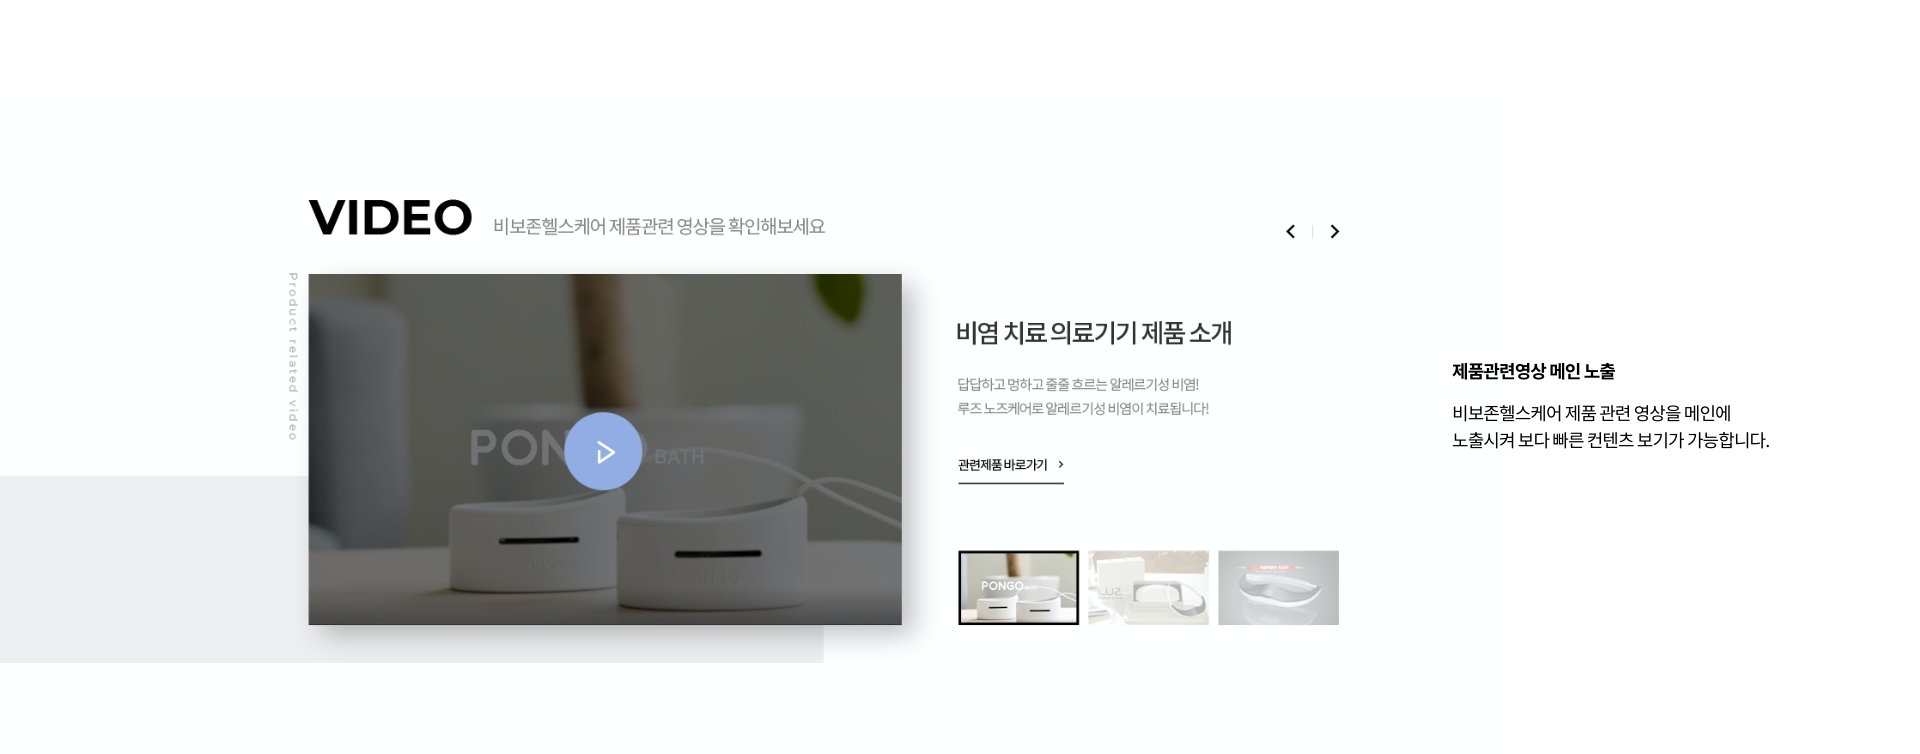 VIDEO 비보존헬스케어 제품관련 영상을 확인해보세요
Product related video
PONGO BATH
비염 치료 의료기기 제품 소개
답답하고 멍하고 줄줄 흐르는 알레르기성 비염!
루즈 노즈케어로 알레르기성 비염이 치료됩니다!
관련제품 바로가기
PONGO
LUZ
제품관련영상 메인 노출
비보존헬스케어 제품 관련 영상을 메인에
노출시켜 보다 빠른 컨텐츠 보기가 가능합니다.